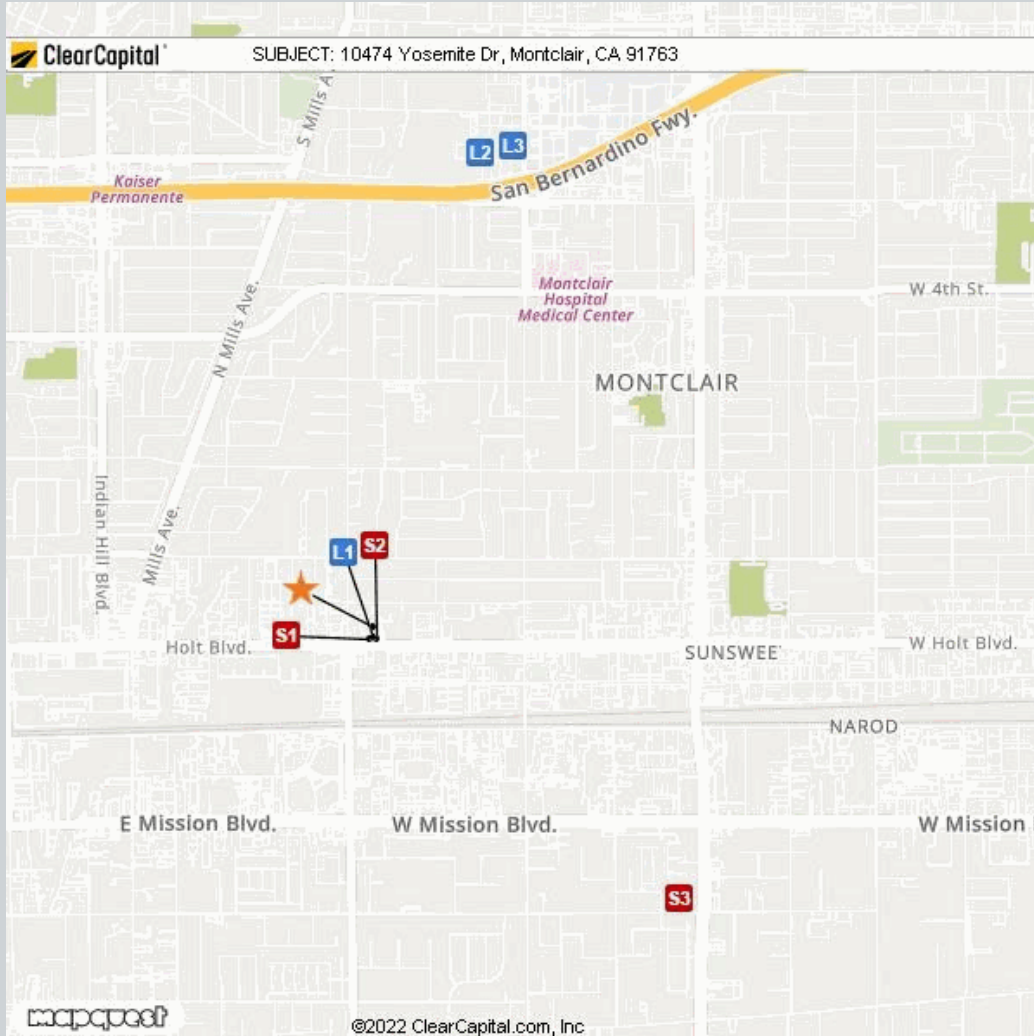 ClearCapital
SUBJECT: 10474 Yosemite Dr, Montclair, CA 91763
S Mills A
San Bernardino Fwy.
L2
L3
Kaiser
Permanente
Montclair
Hospital
Medical Center
W 4th St.
N Mills Ave.
MONTCLAIR
Indian Hill Blvd.
Mills Ave.
L1
S2
S1
Holt Blvd.
SUNSWEE
W Holt Blvd.
NAROD
E Mission Blvd.
W Mission Blvd.
W Mission
S3
mapquest
©2022 ClearCapital.com, Inc